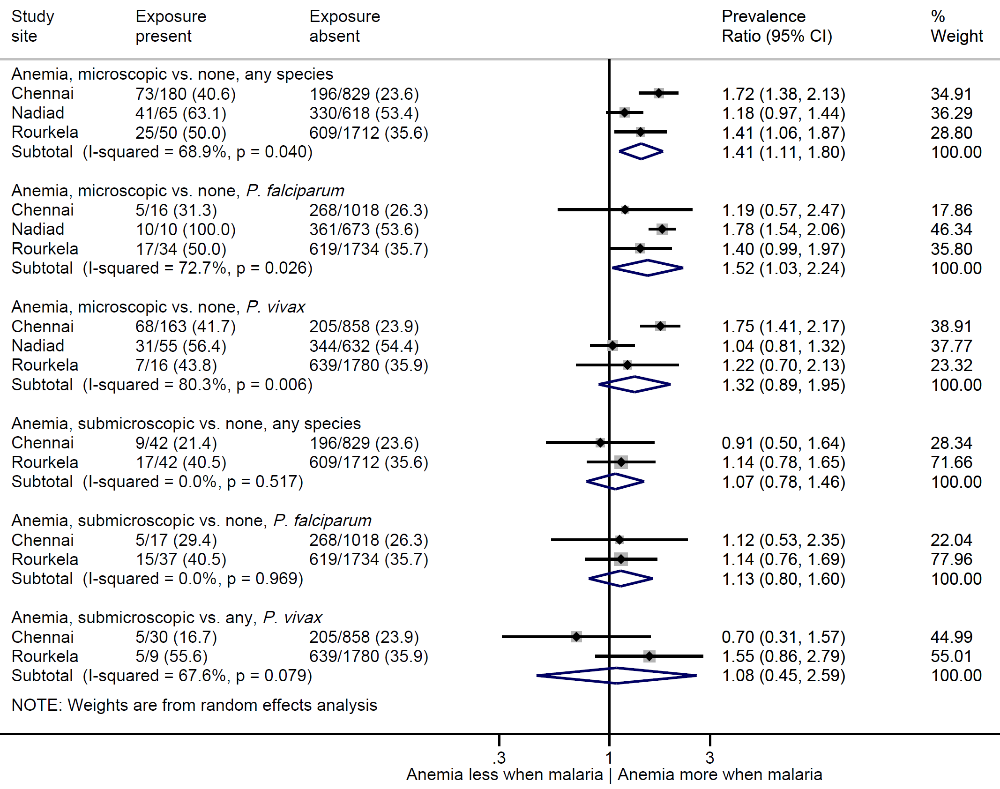 Study Exposure Exposure Prevalence %
site present absent Ratio (95% CI) Weight
Anemia, microscopic vs. none, any species
Chennai 73/180 (40.6) 196/829 (23.6) 1.72 (1.38, 2.13) 34.91
Nadiad 41/65 (63.1) 330/618 (53.4) 1.18 (0.97, 1.44) 36.29
Rourkela 25/50 (50.0) 609/1712 (35.6) 1.41 (1.06, 1.87) 28.80
Subtotal (I-squared = 68.9%, p = 0.040) 1.41 (1.11, 1.80) 100.00
Anemia, microscopic vs. none, P. falciparum
Chennai 5/16 (31.3) 268/1018 (26.3) 1.19 (0.57, 2.47) 17.86
Nadiad 10/10 (100.0) 361/673 (53.6) 1.78 (1.54, 2.06) 46.34
Rourkela 17/34 (50.0) 619/1734 (35.7) 1.40 (0.99, 1.97) 35.80
Subtotal (I-squared = 72.7%, p = 0.026) 1.52 (1.03, 2.24) 100.00
Anemia, microscopic vs. none, P. vivax
Chennai 68/163 (41.7) 205/858 (23.9) 1.75 (1.41, 2.17) 38.91
Nadiad 31/55 (56.4) 344/632 (54.4) 1.04 (0.81, 1.32) 37.77
Rourkela 7/16 (43.8) 639/1780 (35.9) 1.22 (0.70, 2.13) 23.32
Subtotal (I-squared = 80.3%, p = 0.006) 1.32 (0.89, 1.95) 100.00
Anemia, submicroscopic vs. none, any species
Chennai 9/42 (21.4) 196/829 (23.6) 0.91 (0.50, 1.64) 28.34
Rourkela 17/42 (40.5) 609/1712 (35.6) 1.14 (0.78, 1.65) 71.66
Subtotal (I-squared = 0.0%, p = 0.517) 1.07 (0.78, 1.46) 100.00
Anemia, submicroscopic vs. none, P. falciparum
Chennai 5/17 (29.4) 268/1018 (26.3) 1.12 (0.53, 2.35) 22.04
Rourkela 15/37 (40.5) 619/1734 (35.7) 1.14 (0.76, 1.69) 77.96
Subtotal (I-squared = 0.0%, p = 0.969) 1.13 (0.80, 1.60) 100.00
Anemia, submicroscopic vs. any, P. vivax
Chennai 5/30 (16.7) 205/858 (23.9) 0.70 (0.31, 1.57) 44.99
Rourkela 5/9 (55.6) 639/1780 (35.9) 1.55 (0.86, 2.79) 55.01
Subtotal (I-squared = 67.6%, p = 0.079) 1.08 (0.45, 2.59) 100.00
NOTE: Weights are from random effects analysis
.3 1 3
Anemia less when malaria | Anemia more when malaria